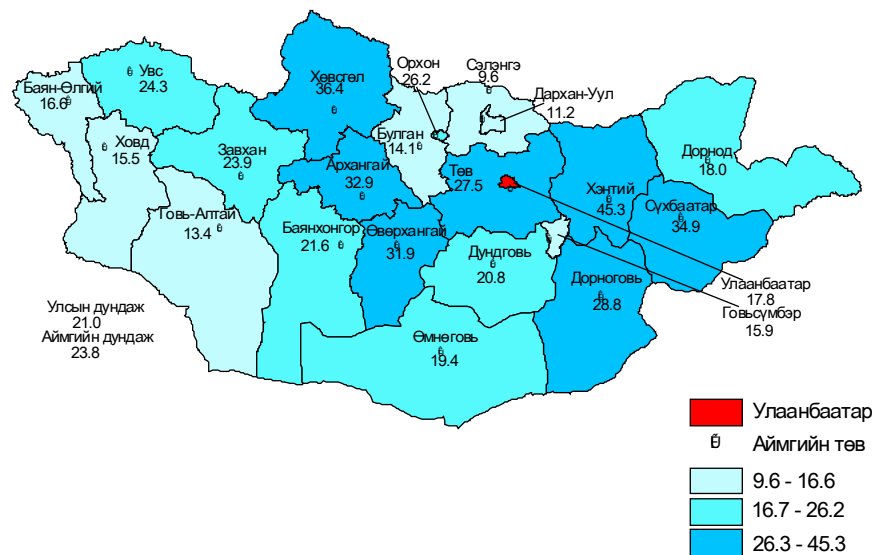 Орхон
26.2
Сэлэнгэ
9.6
Увс
24.3
Хөвсгөл
36.4
Баян-Өлгий
16.6
Дархан-Уул
11.2
Ховд
15.5
Завхан
23.9
Булган
14.1
Архангай
32.9
Төв
27.5
Дорнод
18.0
Хэнтий
45.3
Сүхбаатар
34.9
Говь-Алтай
13.4
Баянхонгор
21.6
Өвөрхангай
31.9
Дундговь
20.8
Дорноговь
28.8
Улаанбаатар
17.8
Говьсүмбэр
15.9
Улсын дундаж
21.0
Аймгийн дундаж
23.8
Өмнөговь
19.4
Улаанбаатар
Аймгийн төв
9.6 - 16.6
16.7 - 26.2
26.3 - 45.3